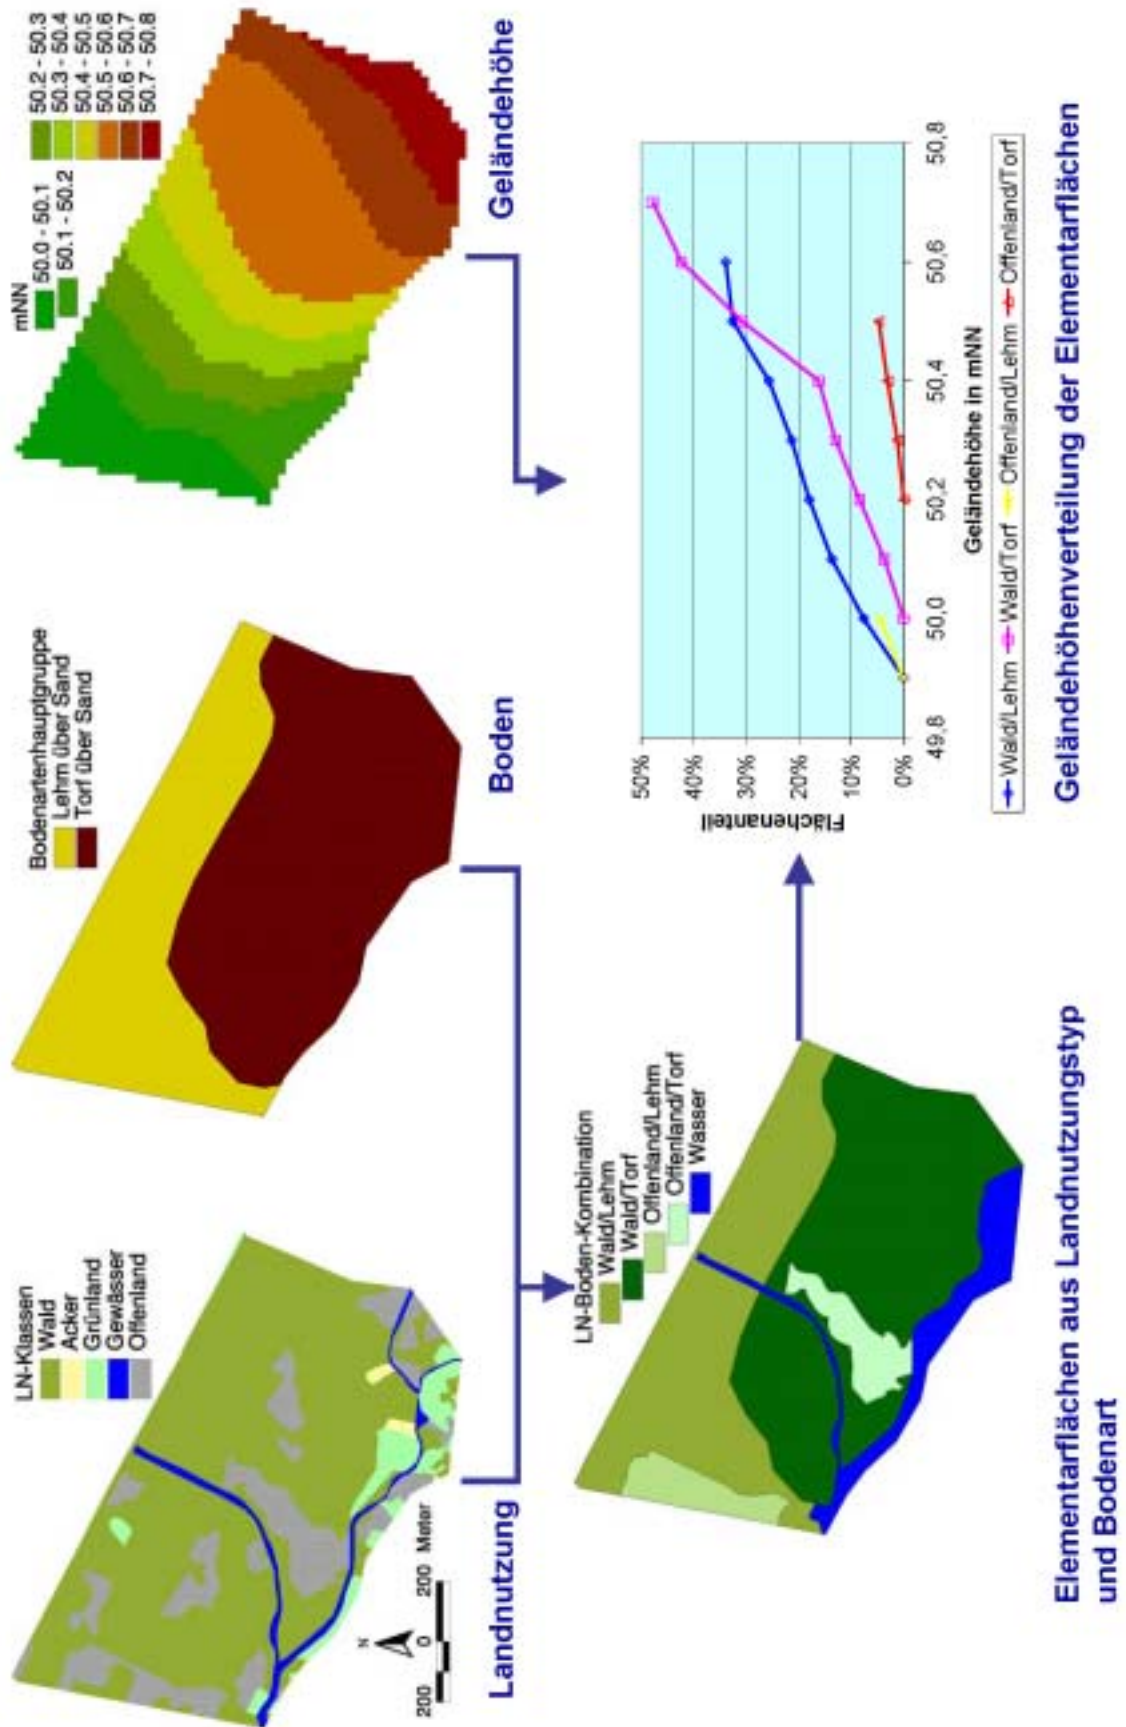 LN-Klassen
Wald
Acker
Grünland
Gewässer
Offenland
N
200 0 200 Meter
Landnutzung
Bodenartenhauptgruppe
Lehm über Sand
Torf über Sand
Boden
mNN
50.0 - 50.1
50.1 - 50.2
50.2 - 50.3
50.3 - 50.4
50.4 - 50.5
50.5 - 50.6
50.6 - 50.7
50.7 - 50.8
Geländehöhe
LN-Boden-Kombination
Wald/Lehm
Wald/Torf
Offenland/Lehm
Offenland/Torf
Wasser
Elementarflächen aus Landnutzungstyp
und Bodenart
50%
40%
30%
20%
10%
0%
Flächenanteil
49,8 50,0 50,2 50,4 50,6 50,8
Geländehöhe in mNN
Wald/Lehm Wald/Torf Offenland/Lehm Offenland/Torf
Geländehöhenverteilung der Elementarflächen